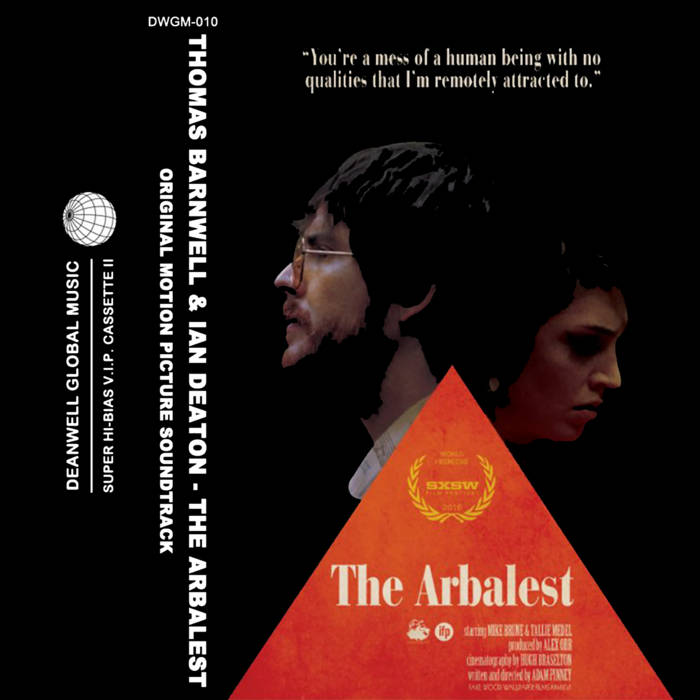 DWGM-010
THOMAS BARNWELL & IAN DEATON - THE ARBALEST
ORIGINAL MOTION PICTURE SOUNDTRACK
SUPER HI-BIAS V.I.P. CASSETTE II
DEANWELL GLOBAL MUSIC
"You're a mess of a human being with no
qualities that I'm remotely attracted to."
WORLD
PREMIERE
SXSW
FILM FESTIVAL
2016
The Arbalest
ifp
starring MIKE BRUNE & TALLIE MEDEL
produced by ALEX ORR
cinematography by HUGH BRASELTON
written and directed by ADAM PINNEY